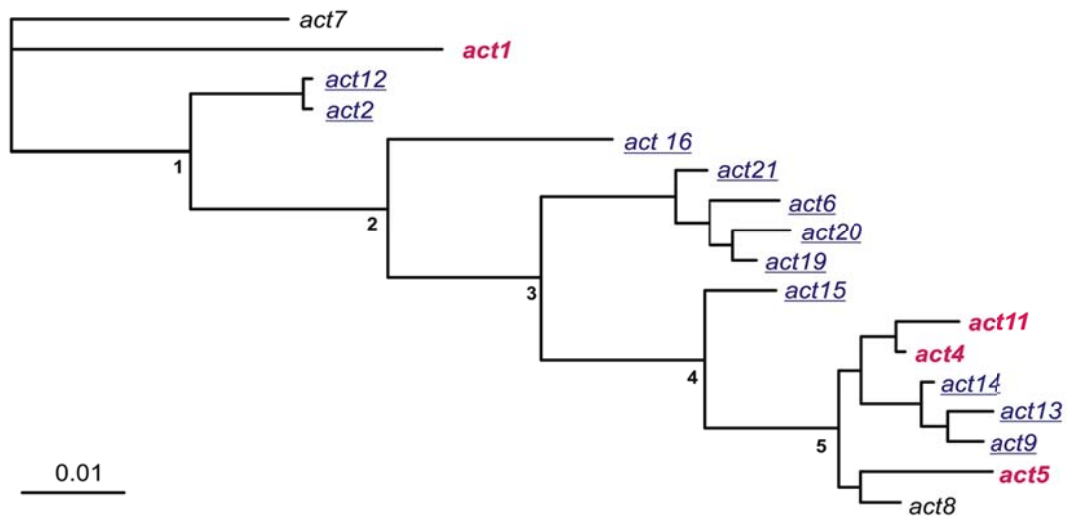 act7
act1
act12
act2
act 16
1
act21
act6
2
act20
act19
3
act15
act11
act4
4
act14
act13
act9
5
0.01
act5
act8